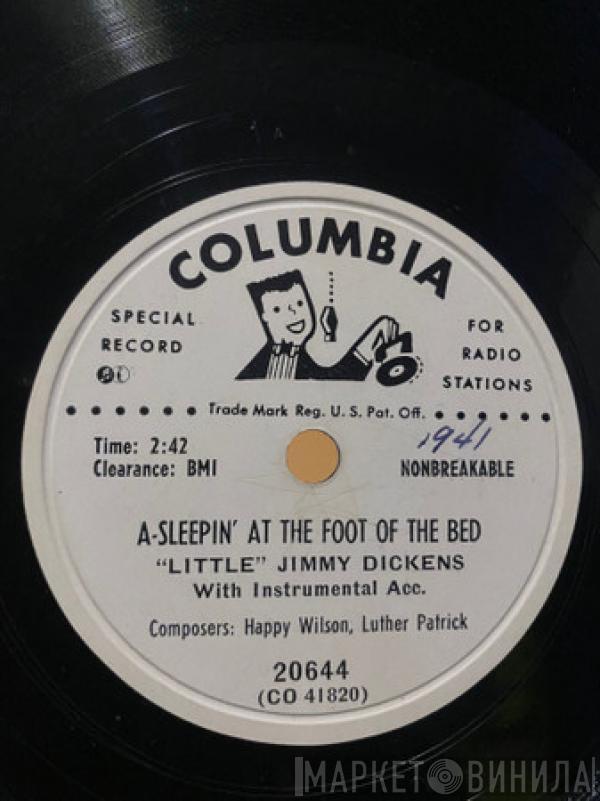 COLUMBIA
SPECIAL RECORD
FOR RADIO STATIONS
Trade Mark Reg. U. S. Pat. Off.
Time: 2:42
1941
Clearance: BMI
NONBREAKABLE
A-SLEEPIN' AT THE FOOT OF THE BED
"LITTLE" JIMMY DICKENS
With Instrumental Acc.
Composers: Happy Wilson, Luther Patrick
20644
(CO 41820)
МАРКЕТ ВИНИЛА